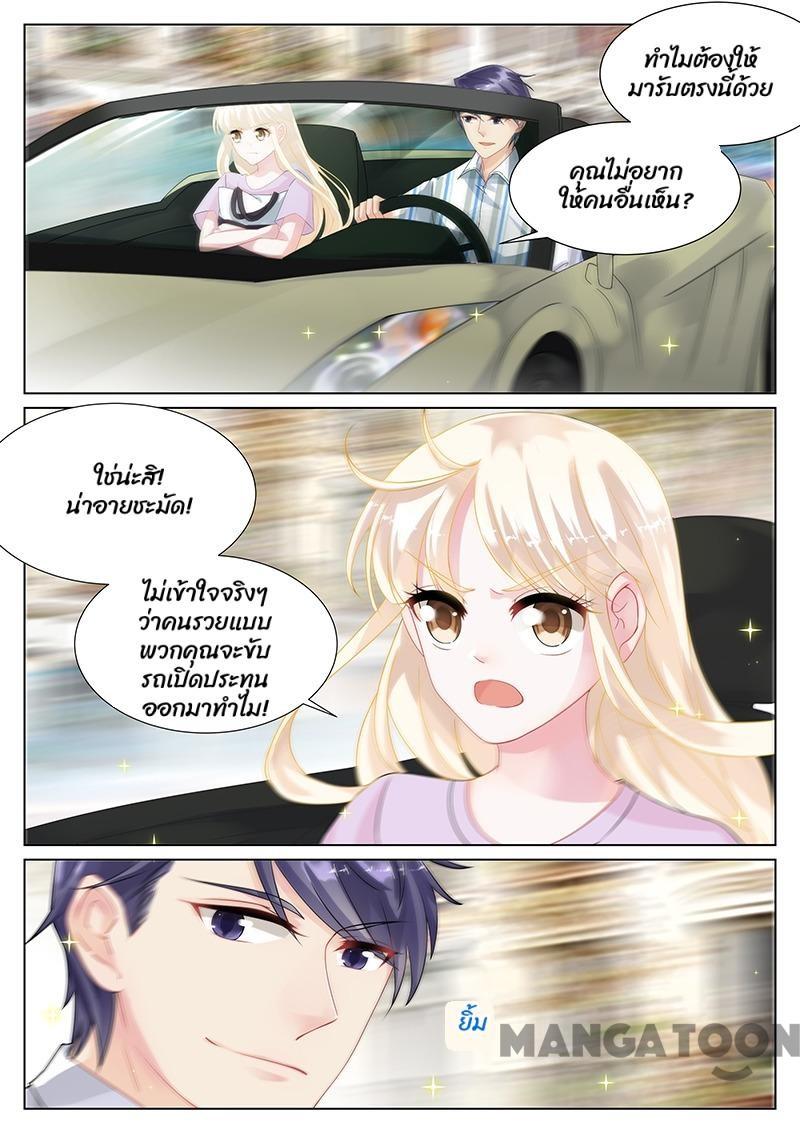 ทำไมต้องให้
มารับตรงนี้ด้วย
คุณไม่อยาก
ให้คนอื่นเห็น?
ใช่น่ะสิ!
น่าอายชะมัด!
ไม่เข้าใจจริงๆ
ว่าคนรวยแบบ
พวกคุณจะขับ
รถเปิดประทุน
ออกมาทำไม!
ยิ้ม
MANGATOON